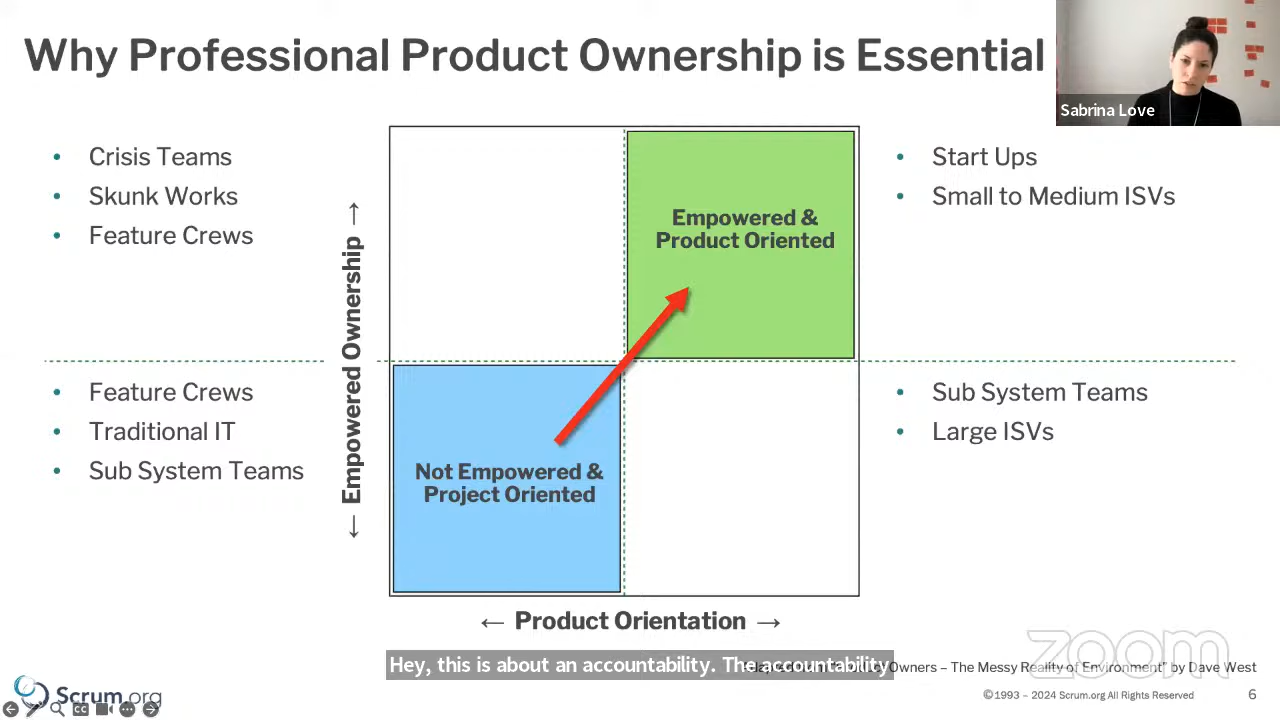 Why Professional Product Ownership is Essential
Sabrina Love
• Crisis Teams
• Skunk Works
• Feature Crews
• Start Ups
• Small to Medium ISVs
Empowered &
Product Oriented
← Empowered Ownership →
• Feature Crews
• Traditional IT
• Sub System Teams
• Sub System Teams
• Large ISVs
Not Empowered &
Project Oriented
← Product Orientation →
Hey, this is about an accountability. The accountability
Owners – The Messy Reality of Environment" by Dave West
zoom
Scrum.org
©1993 – 2024 Scrum.org All Rights Reserved
6
CC